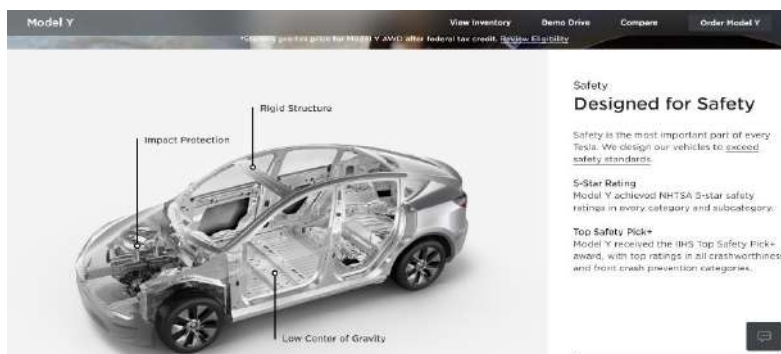 Model Y
View Inventory
Demo Drive
Compare
Order Model Y
price for Model Y AWD after federal tax credit. Review Eligibility
Rigid Structure
Impact Protection
Low Center of Gravity
Safety
Designed for Safety
Safety is the most important part of every
Tesla. We design our vehicles to exceed
safety standards
5-Star Rating
Model Y achieved NHTSA 5-star safety
ratings in every category and subcategory.
Top Safety Pick+
Model Y received the IIHS Top Safety Pick+
award, with top ratings in all crashworthines
and front crash prevention categories.